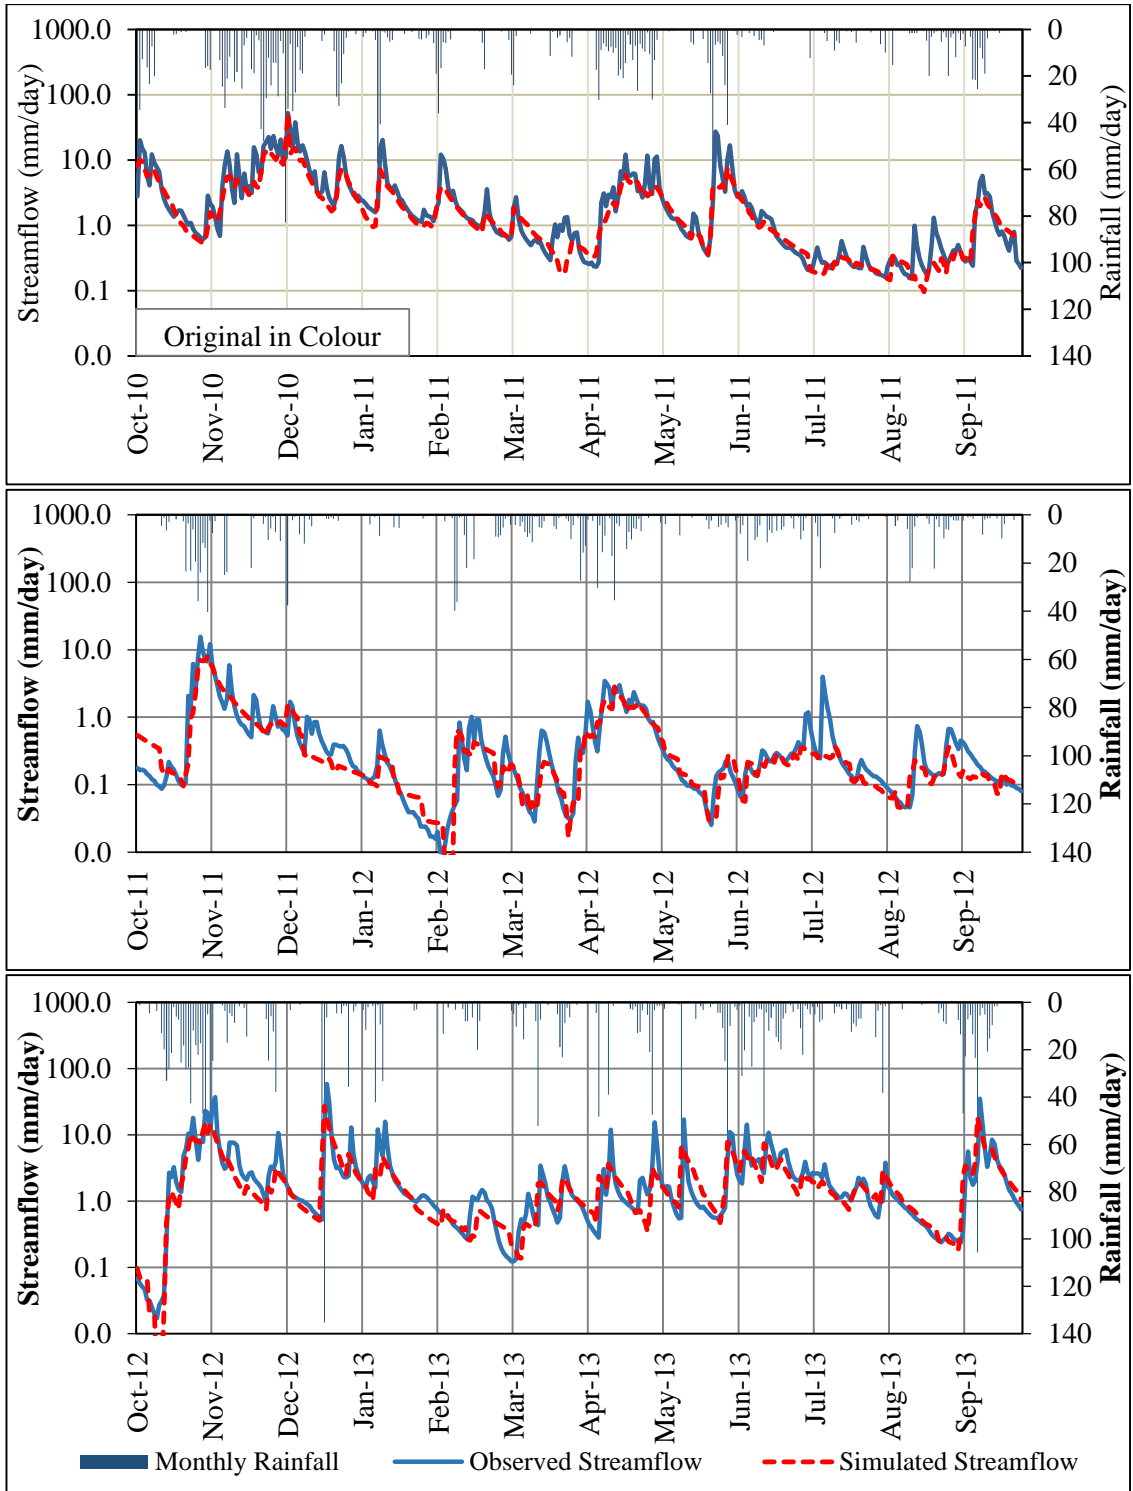 Streamflow (mm/day)
1000.0
100.0
10.0
1.0
0.1
0.0
0
20
40
60
80
100
120
140
Rainfall (mm/day)
Original in Colour
Oct-10
Nov-10
Dec-10
Jan-11
Feb-11
Mar-11
Apr-11
May-11
Jun-11
Jul-11
Aug-11
Sep-11
Streamflow (mm/day)
1000.0
100.0
10.0
1.0
0.1
0.0
0
20
40
60
80
100
120
140
Rainfall (mm/day)
Oct-11
Nov-11
Dec-11
Jan-12
Feb-12
Mar-12
Apr-12
May-12
Jun-12
Jul-12
Aug-12
Sep-12
Streamflow (mm/day)
1000.0
100.0
10.0
1.0
0.1
0.0
0
20
40
60
80
100
120
140
Rainfall (mm/day)
Oct-12
Nov-12
Dec-12
Jan-13
Feb-13
Mar-13
Apr-13
May-13
Jun-13
Jul-13
Aug-13
Sep-13
Monthly Rainfall
Observed Streamflow
Simulated Streamflow